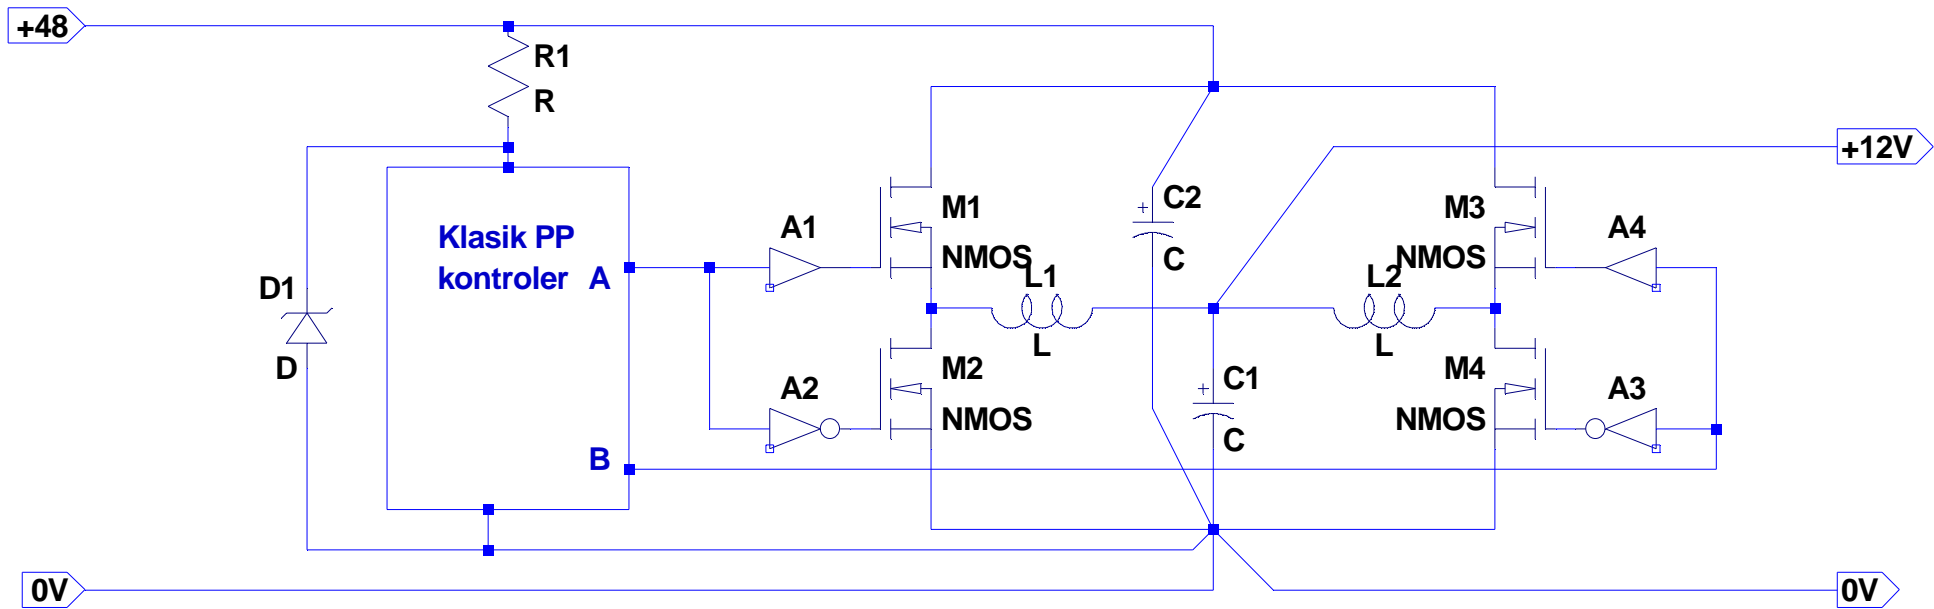 +48
R1
R
+12V
Klasik PP
kontroler A
B
D1
D
A1
A2
M1
NMOS
M2
NMOS
L1
L
C2
C
C1
C
L2
L
M3
NMOS
M4
NMOS
A4
A3
0V
0V